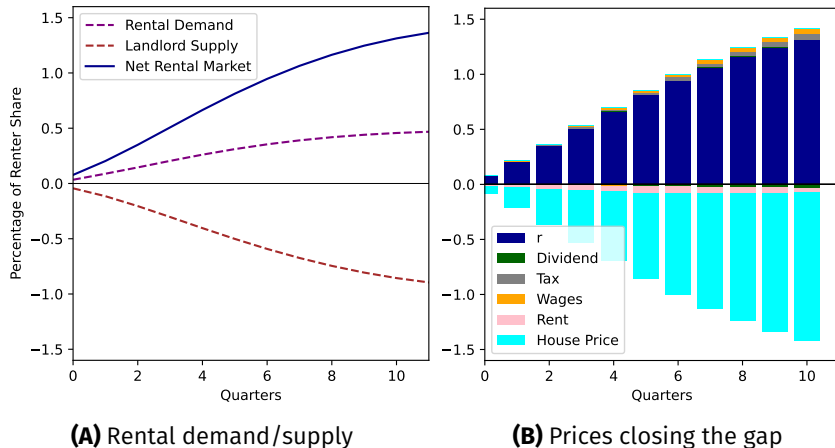 Rental Demand
Landlord Supply
Net Rental Market
Percentage of Renter Share
1.5
1.0
0.5
0.0
−0.5
−1.0
−1.5
0 2 4 6 8 10
Quarters
(A) Rental demand/supply
1.5
1.0
0.5
0.0
−0.5
−1.0
−1.5
r
Dividend
Tax
Wages
Rent
House Price
0 2 4 6 8 10
Quarters
(B) Prices closing the gap